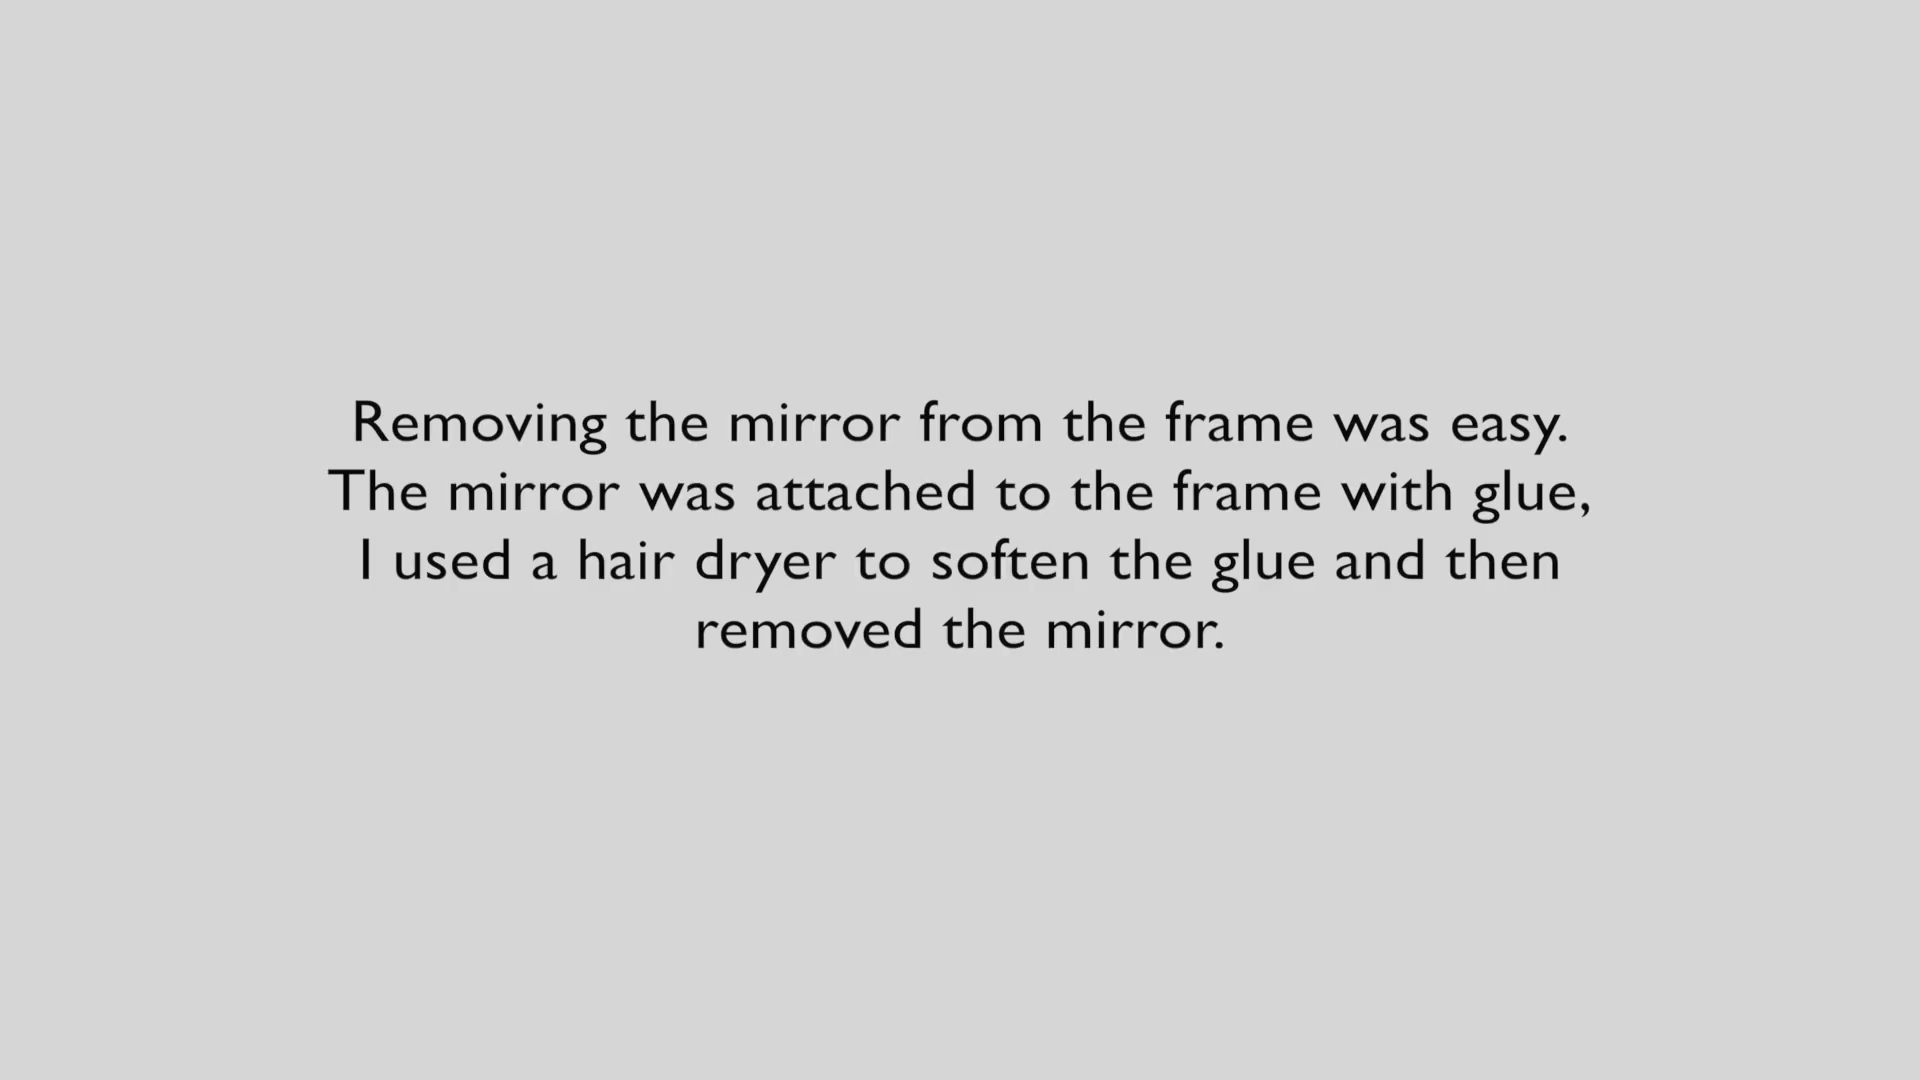 Removing the mirror from the frame was easy.
The mirror was attached to the frame with glue,
I used a hair dryer to soften the glue and then
removed the mirror.